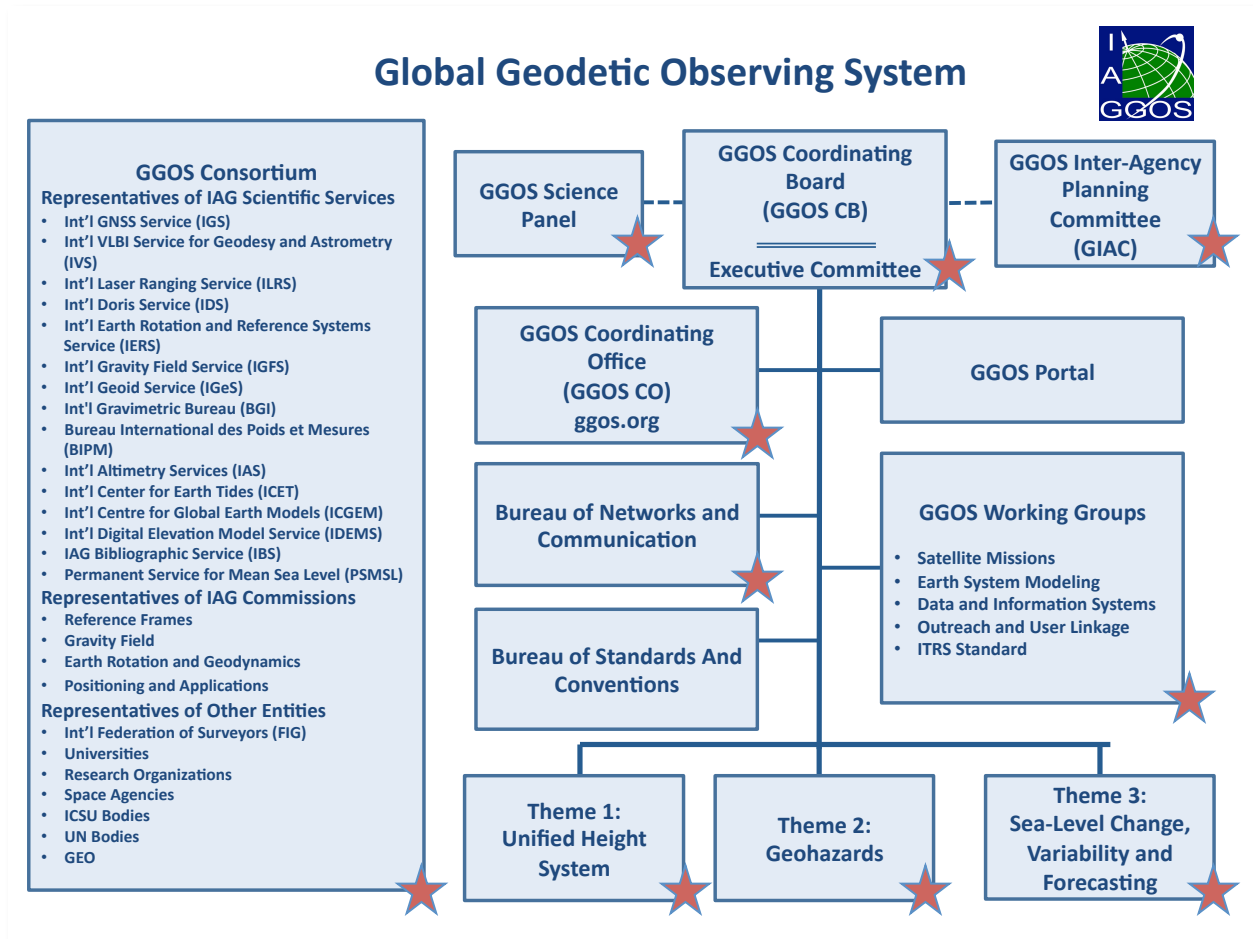 Global Geodetic Observing System
I
A
GGOS
GGOS Consortium
Representatives of IAG Scientific Services
• Int'l GNSS Service (IGS)
• Int'l VLBI Service for Geodesy and Astrometry
(IVS)
• Int'l Laser Ranging Service (ILRS)
• Int'l Doris Service (IDS)
• Int'l Earth Rotation and Reference Systems
Service (IERS)
• Int'l Gravity Field Service (IGFS)
• Int'l Geoid Service (IGeS)
• Int'l Gravimetric Bureau (BGI)
• Bureau International des Poids et Mesures
(BIPM)
• Int'l Altimetry Services (IAS)
• Int'l Center for Earth Tides (ICET)
• Int'l Centre for Global Earth Models (ICGEM)
• Int'l Digital Elevation Model Service (IDEMS)
• IAG Bibliographic Service (IBS)
• Permanent Service for Mean Sea Level (PSMSL)
Representatives of IAG Commissions
• Reference Frames
• Gravity Field
• Earth Rotation and Geodynamics
• Positioning and Applications
Representatives of Other Entities
• Int'l Federation of Surveyors (FIG)
• Universities
• Research Organizations
• Space Agencies
• ICSU Bodies
• UN Bodies
• GEO
GGOS Science
Panel
GGOS Coordinating
Board
(GGOS CB)
Executive Committee
GGOS Inter-Agency
Planning
Committee
(GIAC)
GGOS Coordinating
Office
(GGOS CO)
ggos.org
GGOS Portal
Bureau of Networks and
Communication
GGOS Working Groups
• Satellite Missions
• Earth System Modeling
• Data and Information Systems
• Outreach and User Linkage
• ITRS Standard
Bureau of Standards And
Conventions
Theme 1:
Unified Height
System
Theme 2:
Geohazards
Theme 3:
Sea-Level Change,
Variability and
Forecasting